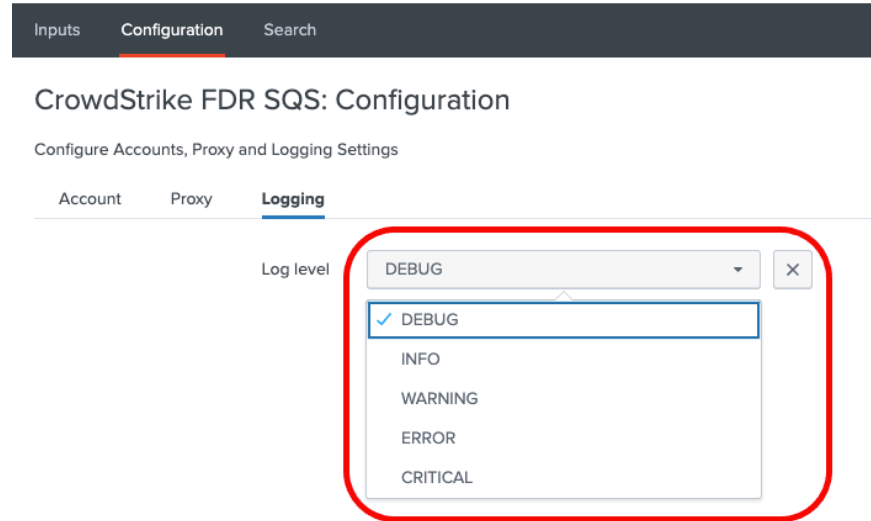 Inputs Configuration Search
CrowdStrike FDR SQS: Configuration
Configure Accounts, Proxy and Logging Settings
Account Proxy Logging
Log level DEBUG
DEBUG
INFO
WARNING
ERROR
CRITICAL